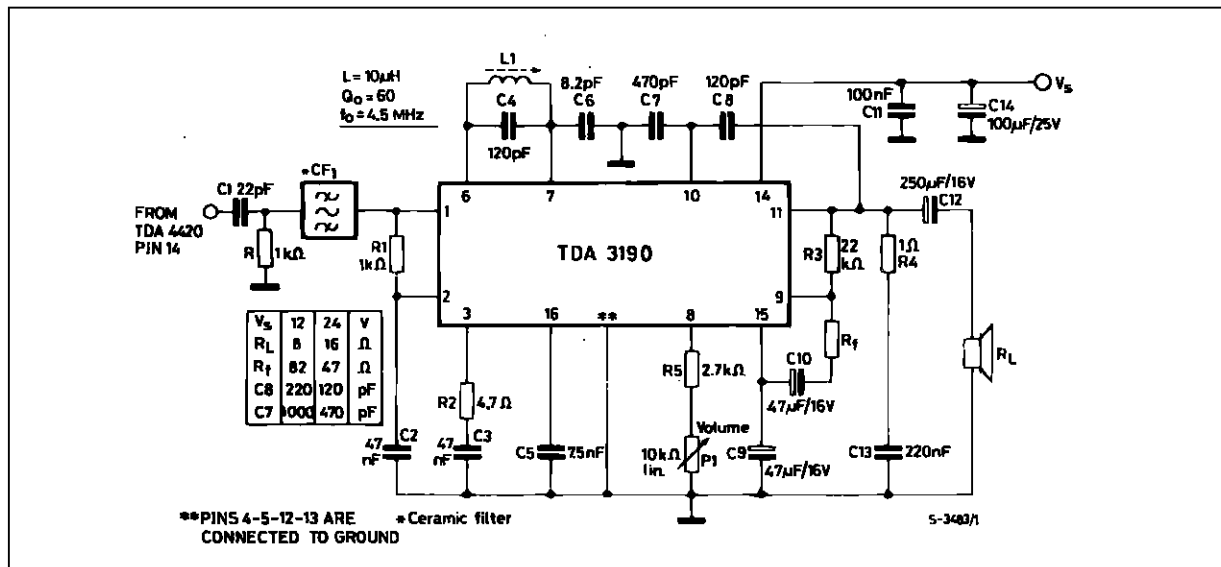 L = 10µH
Q₀ = 60
f₀ = 4.5 MHz
L1
C4
120pF
8.2pF
C6
470pF
C7
120pF
C8
100nF
C11
C14
100µF/25V
Vs
6
7
10
14
C1 22pF
*CF1
FROM
TDA 4420
PIN 14
R
1kΩ
R1
1kΩ
1
2
TDA 3190
11
9
R3
22
kΩ
1Ω
R4
250µF/16V
C12
3
16
**
8
15
Rf
RL
Vs 12 24 V
RL 8 16 Ω
Rf 82 47 Ω
C8 220 120 pF
C7 1000 470 pF
R2
4.7Ω
R5
2.7kΩ
C10
47µF/16V
47
nF
C2
47
nF
C3
C5
75nF
Volume
10kΩ
lin.
P1
C9
47µF/16V
C13
220nF
**PINS 4-5-12-13 ARE
CONNECTED TO GROUND
*Ceramic filter
S-3483/1